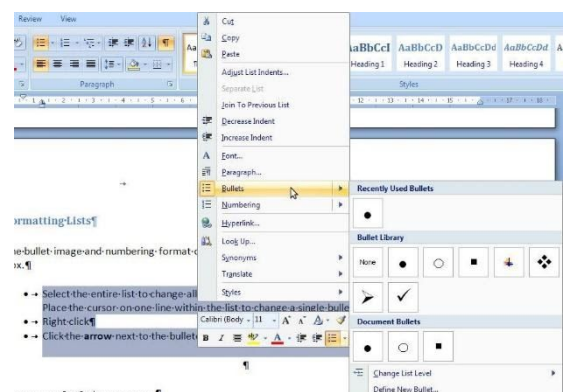 Review View
Paragraph
Styles
AaBbCcI AaBbCcD AaBbCcDd AaBbCcDd
Heading 1 Heading 2 Heading 3 Heading 4
Cut
Copy
Paste
Adjust List Indents...
Separate List
Join To Previous List
Decrease Indent
Increase Indent
Font...
Paragraph...
Bullets
Numbering
Hyperlink...
Look Up...
Synonyms
Translate
Styles
Calibri (Body 11
Recently Used Bullets
Bullet Library
None
Document Bullets
Change List Level
Define New Bullet...
ormatting·Lists¶
e·bullet·image·and·numbering·format·
x.¶
Select·the·entire·list·to·change·all
Place·the·cursor·on·one·line·within·the·list·to·change·a·single·bulle
Right·click¶
Click·the·arrow·next·to·the·bullet
¶